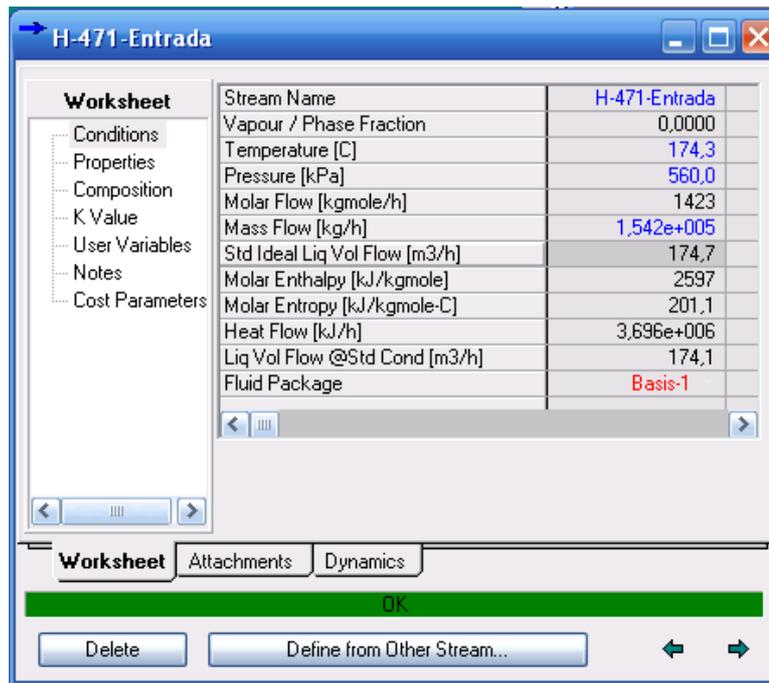 H-471-Entrada
Worksheet
Conditions
Properties
Composition
K Value
User Variables
Notes
Cost Parameters
Stream Name H-471-Entrada
Vapour / Phase Fraction 0,0000
Temperature [C] 174,3
Pressure [kPa] 560,0
Molar Flow [kgmole/h] 1423
Mass Flow [kg/h] 1,542e+005
Std Ideal Liq Vol Flow [m3/h] 174,7
Molar Enthalpy [kJ/kgmole] 2597
Molar Entropy [kJ/kgmole-C] 201,1
Heat Flow [kJ/h] 3,696e+006
Liq Vol Flow @Std Cond [m3/h] 174,1
Fluid Package Basis-1
Worksheet Attachments Dynamics
OK
Delete Define from Other Stream...